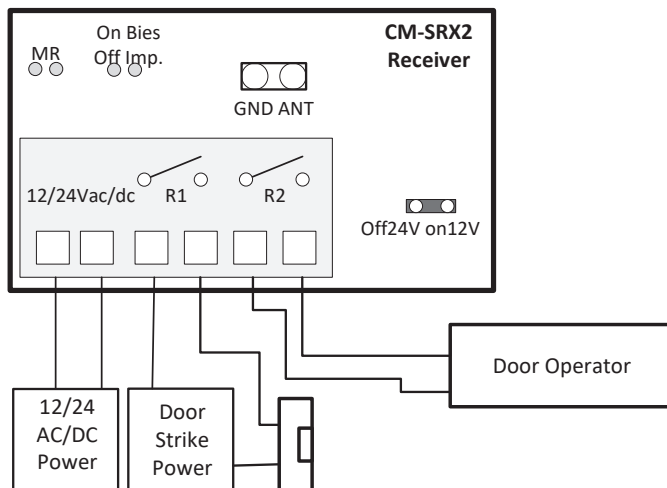 On Bies
MR Off Imp.
CM-SRX2
Receiver
GND ANT
12/24Vac/dc R1 R2
Off24V on12V
Door Operator
12/24
AC/DC
Power
Door
Strike
Power